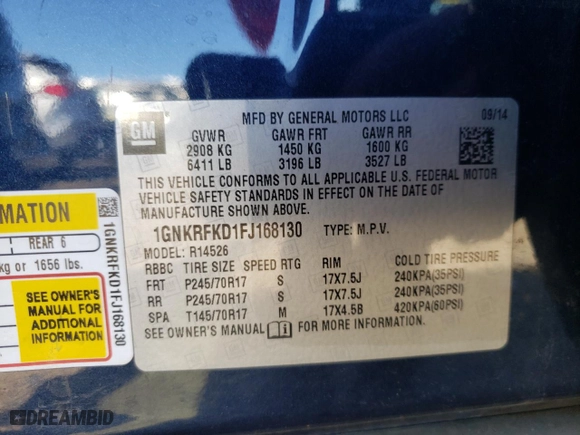 MFD BY GENERAL MOTORS LLC 09/14
GM
GVWR GAWR FRT GAWR RR
2908 KG 1450 KG 1600 KG
6411 LB 3196 LB 3527 LB
THIS VEHICLE CONFORMS TO ALL APPLICABLE U.S. FEDERAL MOTOR
VEHICLE SAFETY STANDARDS IN EFFECT ON THE DATE OF
MANUFACTURE SHOWN ABOVE.
1GNKRFKD1FJ168130 TYPE: M.P.V.
MODEL: R14526
RBBC TIRE SIZE SPEED RTG RIM COLD TIRE PRESSURE
FRT P245/70R17 S 17X7.5J 240KPA(35PSI)
RR P245/70R17 S 17X7.5J 240KPA(35PSI)
SPA T145/70R17 M 17X4.5B 420KPA(60PSI)
SEE OWNER'S MANUAL FOR MORE INFORMATION.
MATION
REAR 6
kg or 1656 lbs.
SEE OWNER'S
MANUAL FOR
ADDITIONAL
INFORMATION
1GNKRFKD1FJ168130
DREAMBID